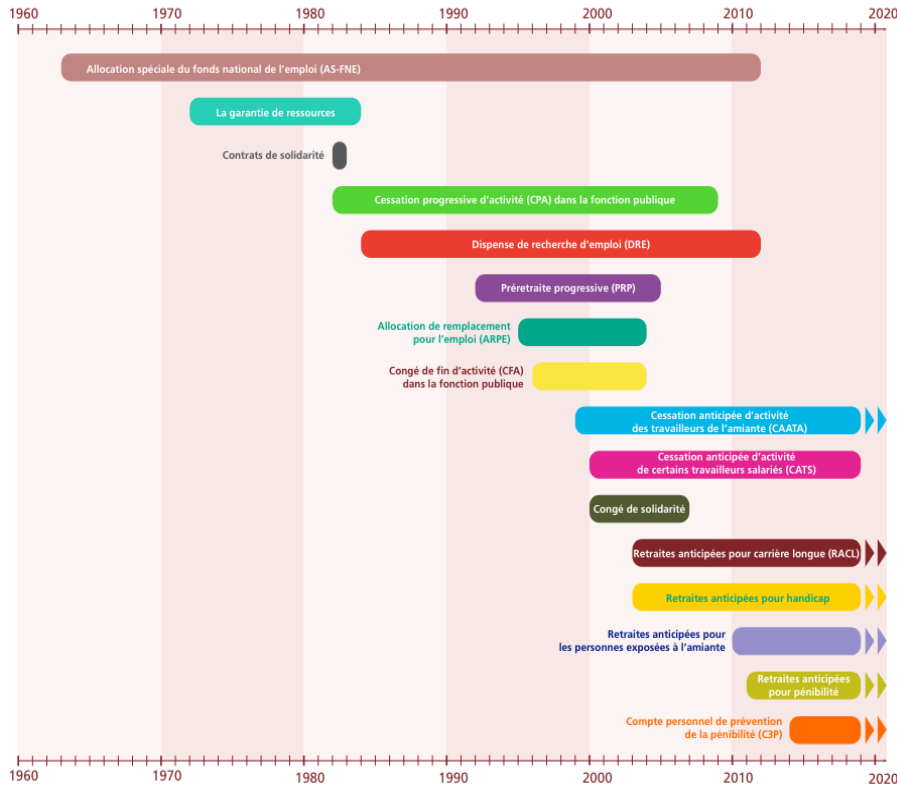 1960 1970 1980 1990 2000 2010 2020
Allocation spéciale du fonds national de l'emploi (AS-FNE)
La garantie de ressources
Contrats de solidarité
Cessation progressive d'activité (CPA) dans la fonction publique
Dispense de recherche d'emploi (DRE)
Préretraite progressive (PRP)
Allocation de remplacement
pour l'emploi (ARPE)
Congé de fin d'activité (CFA)
dans la fonction publique
Cessation anticipée d'activité
des travailleurs de l'amiante (CAATA)
Cessation anticipée d'activité
de certains travailleurs salariés (CATS)
Congé de solidarité
Retraites anticipées pour carrière longue (RACL)
Retraites anticipées pour handicap
Retraites anticipées pour
les personnes exposées à l'amiante
Retraites anticipées
pour pénibilité
Compte personnel de prévention
de la pénibilité (C3P)
1960 1970 1980 1990 2000 2010 2020